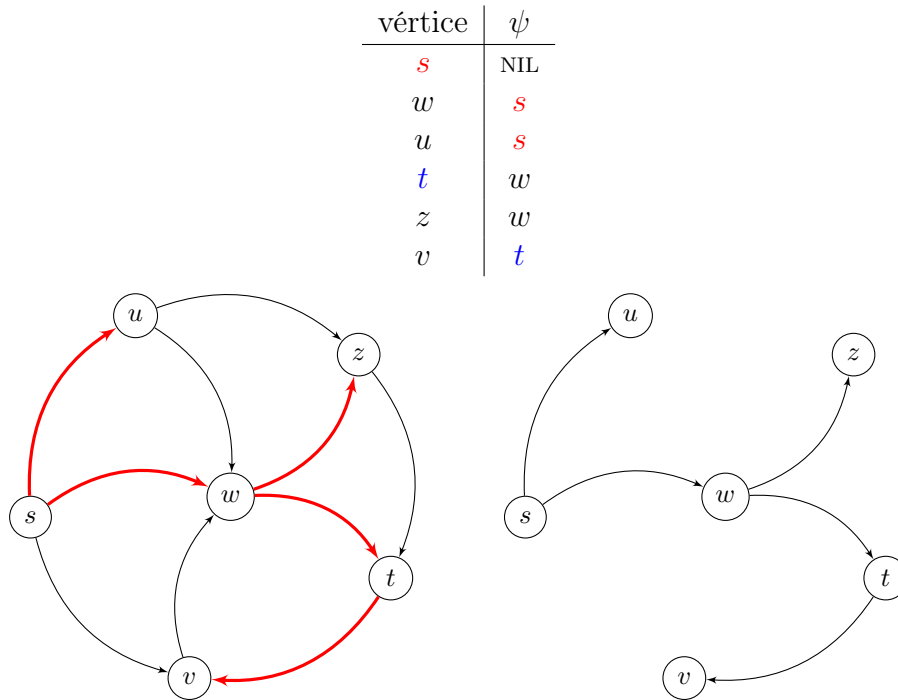 vértice ψ
s NIL
w s
u s
t w
z w
v t
u u
z z
w w
s s
t t
v v